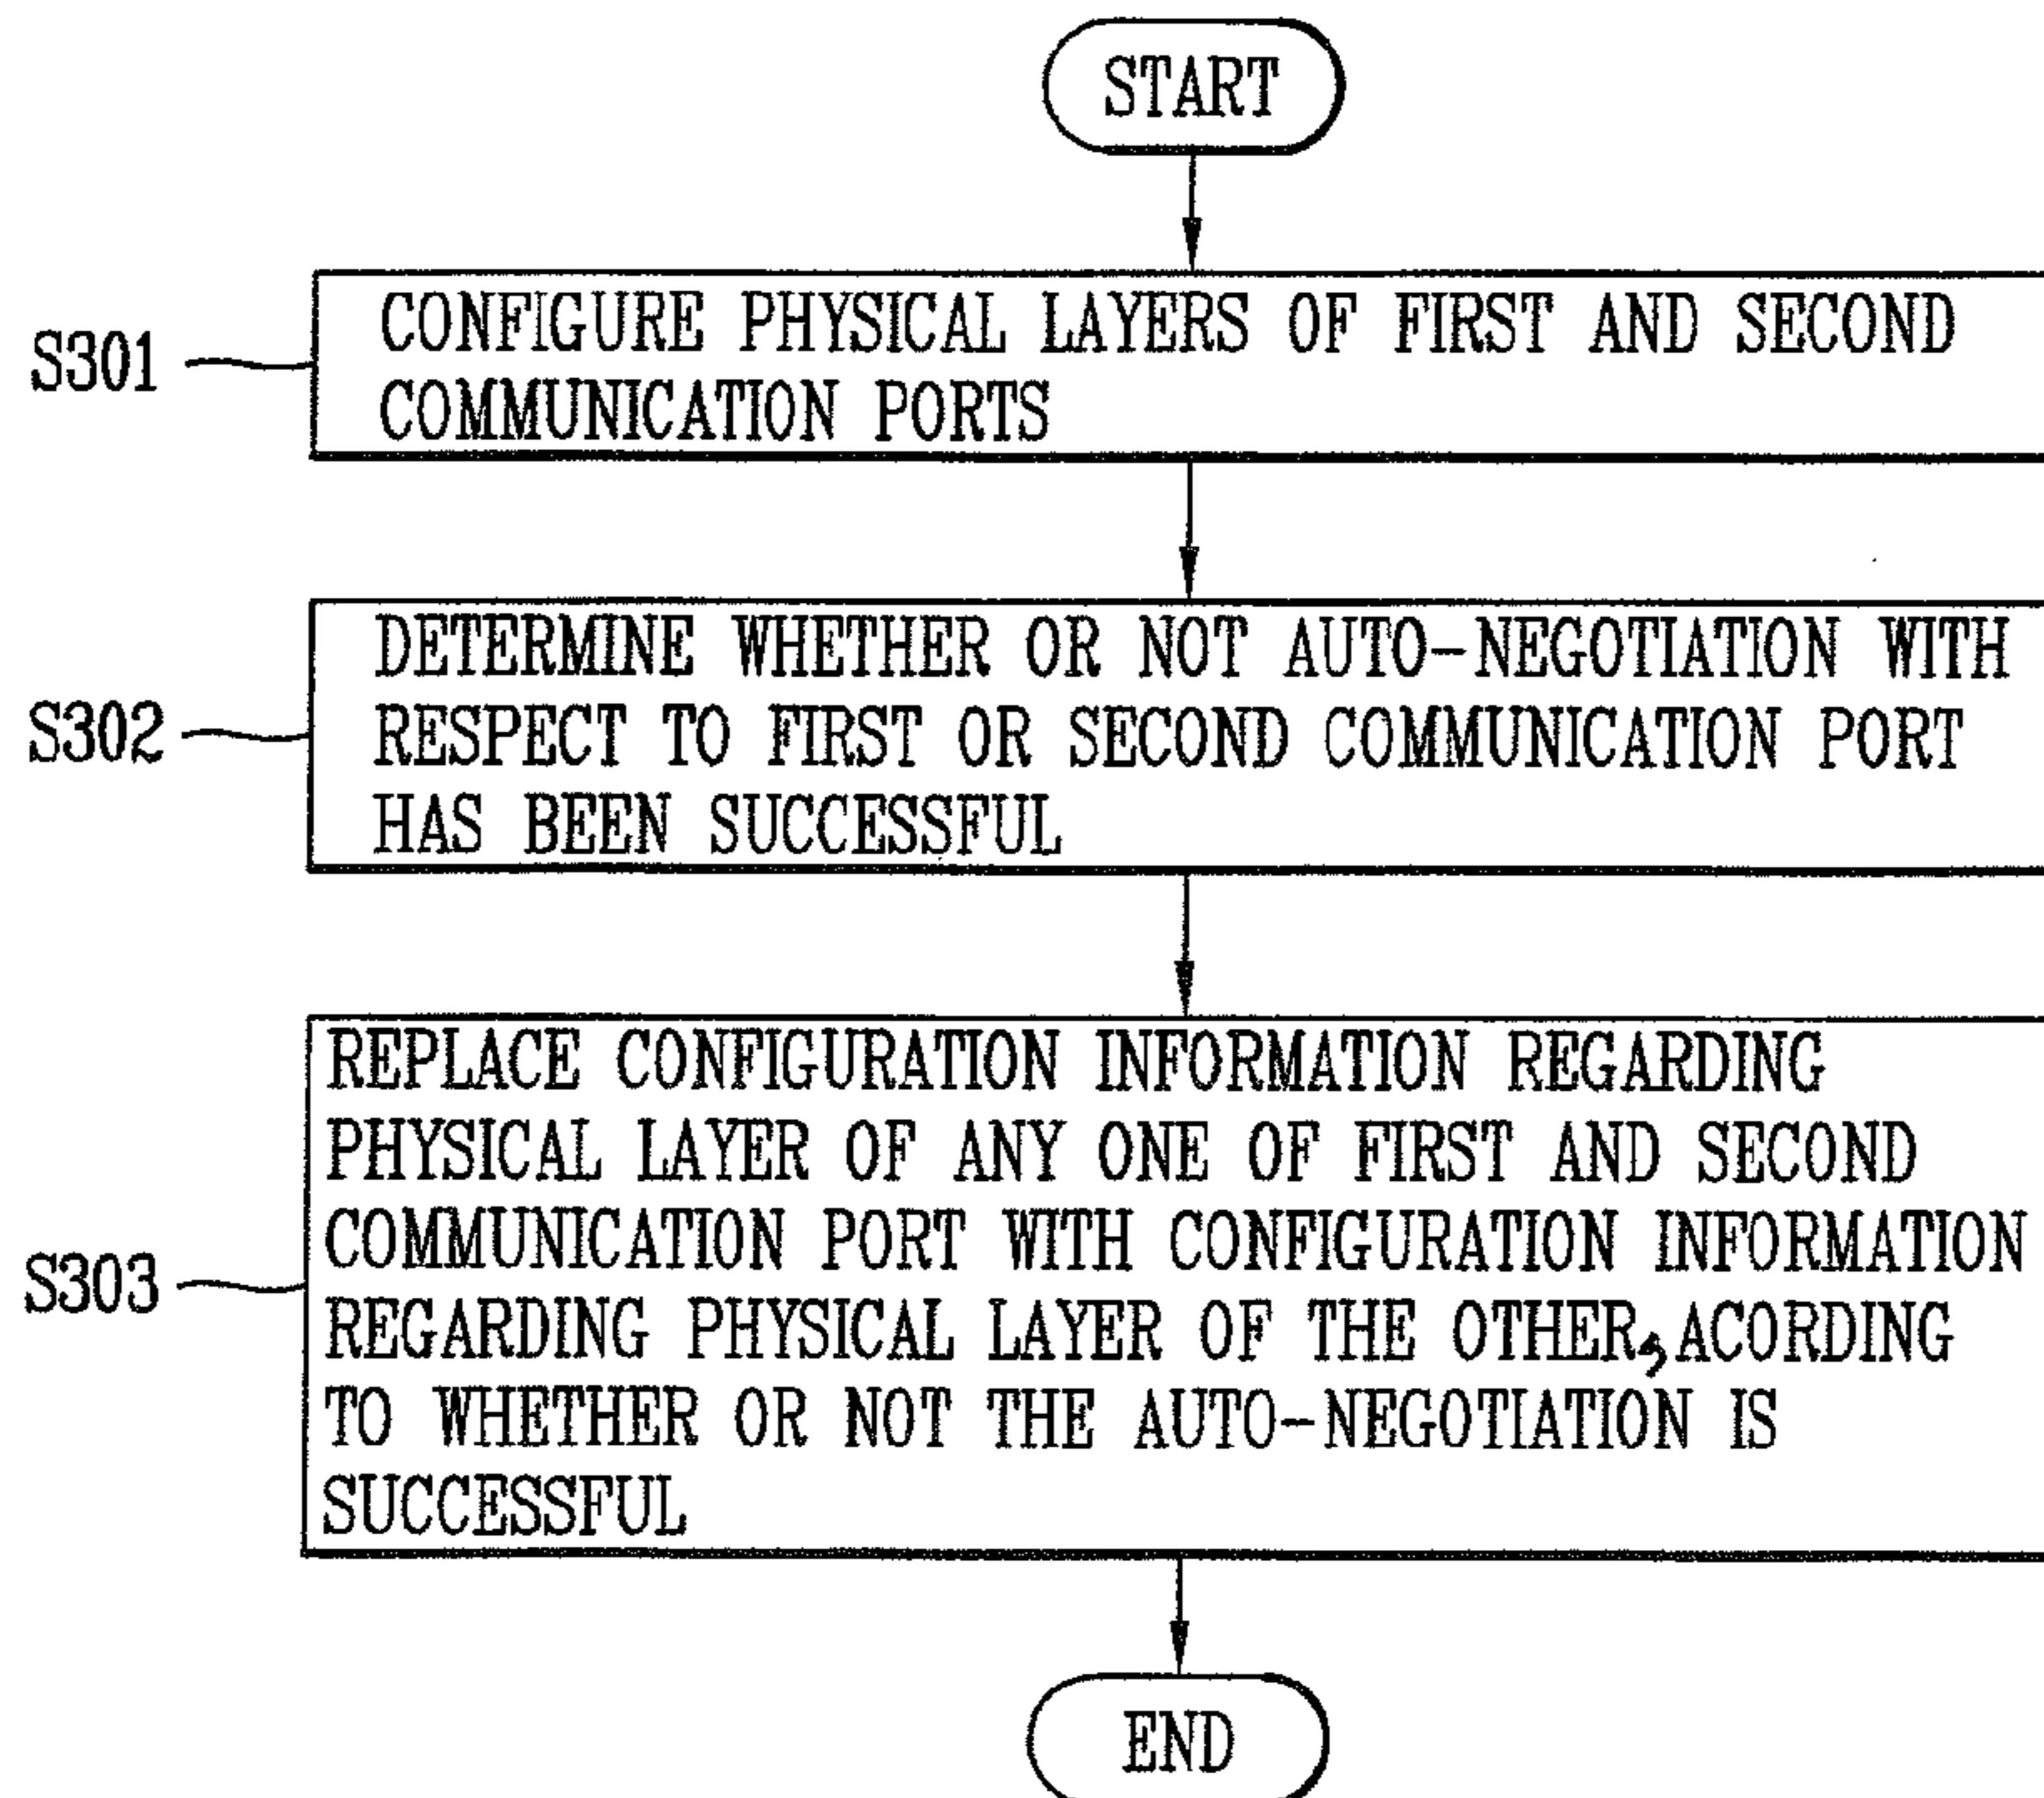 START
S301
CONFIGURE PHYSICAL LAYERS OF FIRST AND SECOND
COMMUNICATION PORTS
S302
DETERMINE WHETHER OR NOT AUTO-NEGOTIATION WITH
RESPECT TO FIRST OR SECOND COMMUNICATION PORT
HAS BEEN SUCCESSFUL
S303
REPLACE CONFIGURATION INFORMATION REGARDING
PHYSICAL LAYER OF ANY ONE OF FIRST AND SECOND
COMMUNICATION PORT WITH CONFIGURATION INFORMATION
REGARDING PHYSICAL LAYER OF THE OTHER, ACORDING
TO WHETHER OR NOT THE AUTO-NEGOTIATION IS
SUCCESSFUL
END